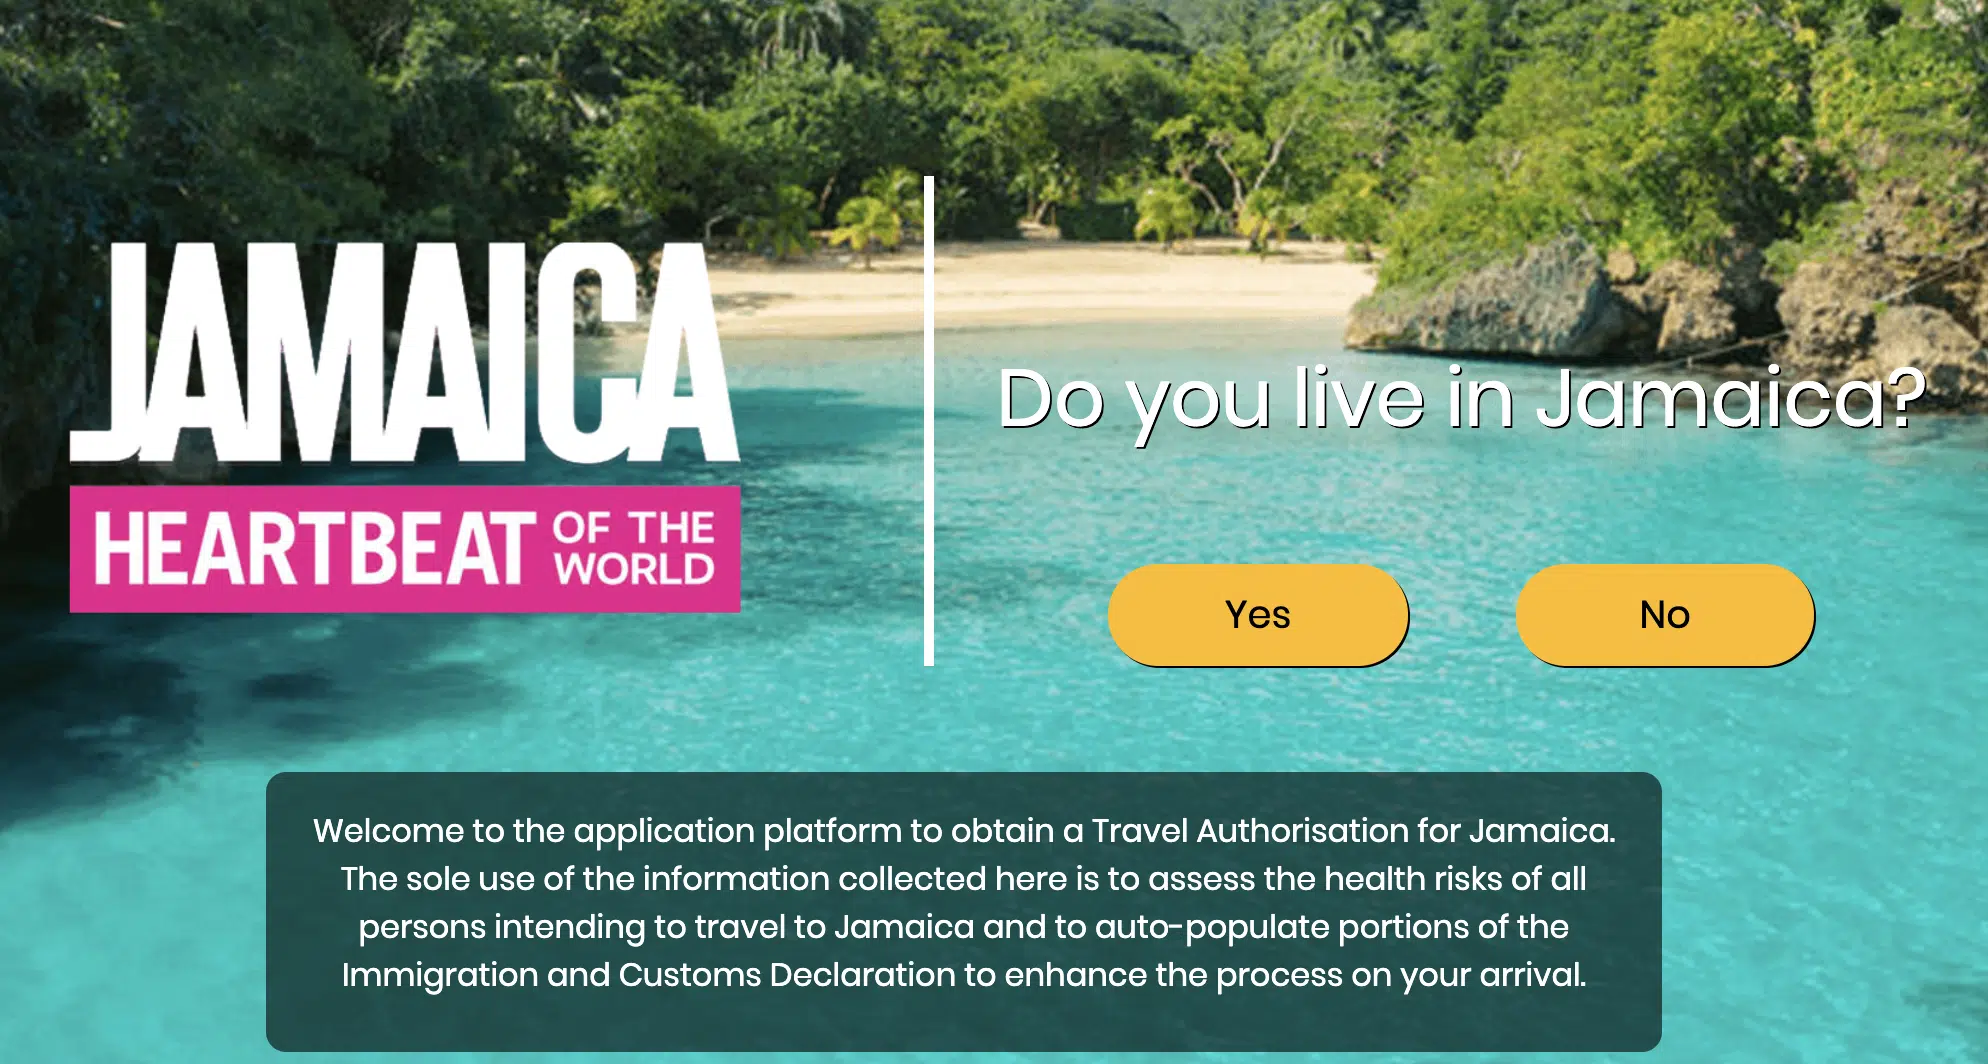 JAMAICA
HEARTBEAT OF THE WORLD
Do you live in Jamaica?
Yes
No
Welcome to the application platform to obtain a Travel Authorisation for Jamaica.
The sole use of the information collected here is to assess the health risks of all
persons intending to travel to Jamaica and to auto-populate portions of the
Immigration and Customs Declaration to enhance the process on your arrival.